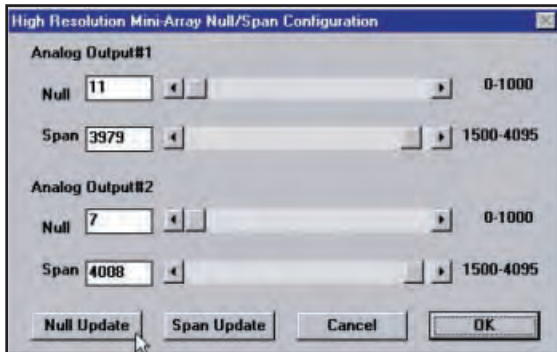 High Resolution Mini-Array Null/Span Configuration
Analog Output#1
Null 11 0-1000
Span 3979 1500-4095
Analog Output#2
Null 7 0-1000
Span 4008 1500-4095
Null Update Span Update Cancel OK